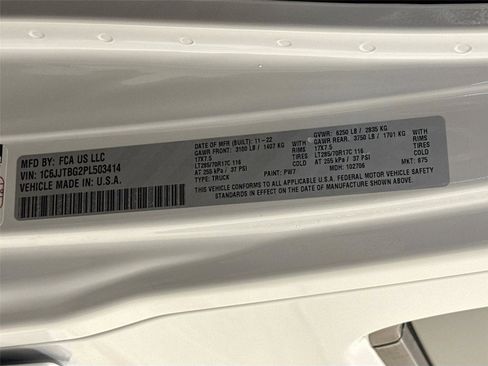 MFD BY: FCA US LLC
VIN: 1C6JJTBG2PL503414
VEHICLE MADE IN: U.S.A.
DATE OF MFR (BUILT): 11-22
GAWR FRONT: 3100 LB / 1407 KG WITH
17X7.5 RIMS
LT285/70R17C 116 TIRES
AT 255 kPa / 37 PSI COLD
TYPE: TRUCK
GVWR: 6250 LB / 2835 KG
GAWR REAR: 3750 LB / 1701 KG WITH
17X7.5 RIMS
LT285/70R17C 116 TIRES
AT 255 kPa / 37 PSI COLD
PAINT: PW7 MDH: 102706 MKT: 875
THIS VEHICLE CONFORMS TO ALL APPLICABLE U.S.A. FEDERAL MOTOR VEHICLE SAFETY
STANDARDS IN EFFECT ON THE DATE OF MANUFACTURE SHOWN ABOVE.